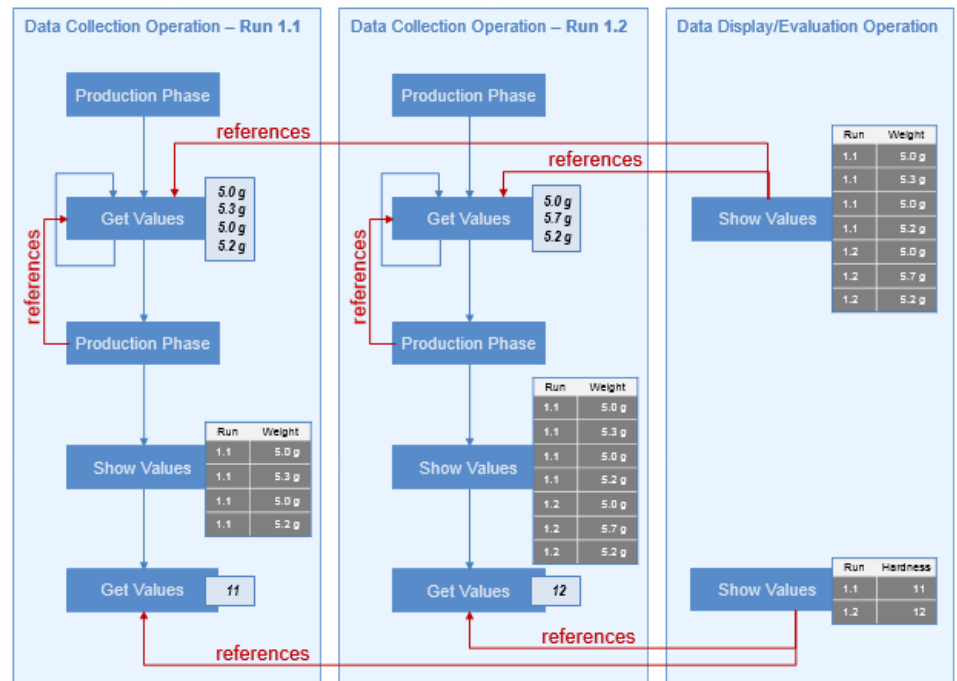 Data Collection Operation – Run 1.1
Production Phase
references
Get Values
5.0 g
5.3 g
5.0 g
5.2 g
references
Production Phase
Show Values
Run Weight
1.1 5.0 g
1.1 5.3 g
1.1 5.0 g
1.1 5.2 g
Get Values
11
references
Data Collection Operation – Run 1.2
Production Phase
references
Get Values
5.0 g
5.7 g
5.2 g
references
Production Phase
Show Values
Run Weight
1.1 5.0 g
1.1 5.3 g
1.1 5.0 g
1.1 5.2 g
1.2 5.0 g
1.2 5.7 g
1.2 5.2 g
Get Values
12
references
Data Display/Evaluation Operation
Show Values
Run Weight
1.1 5.0 g
1.1 5.3 g
1.1 5.0 g
1.1 5.2 g
1.2 5.0 g
1.2 5.7 g
1.2 5.2 g
Show Values
Run Hardness
1.1 11
1.2 12